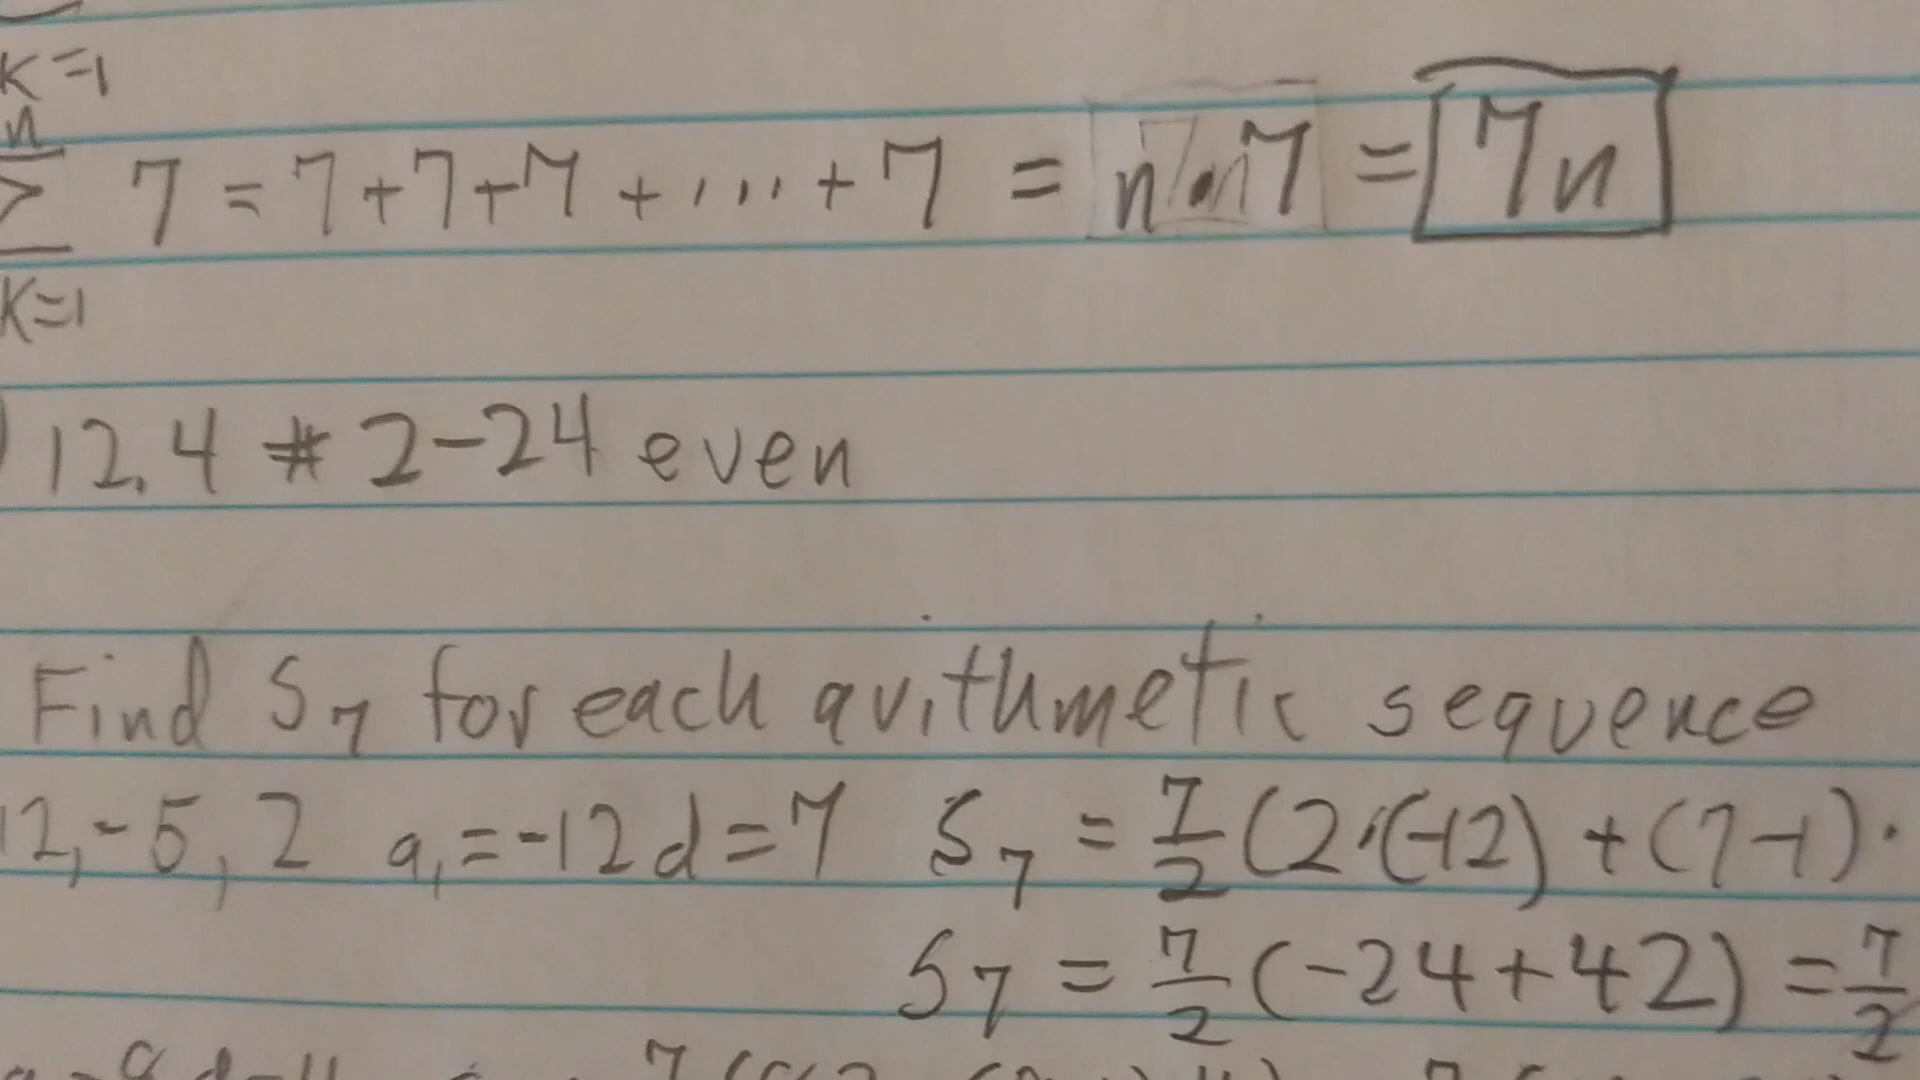 k=1
n
Σ 7 = 7+7+7 + ... + 7 = n·7 = 7n
k=1
) 12.4 # 2-24 even
Find S₇ for each arithmetic sequence
12, -5, 2 a₁=-12 d=7 S₇ = 7/2 (2·(-12) + (7-1)·
S₇ = 7/2 (-24+42) = 7/2